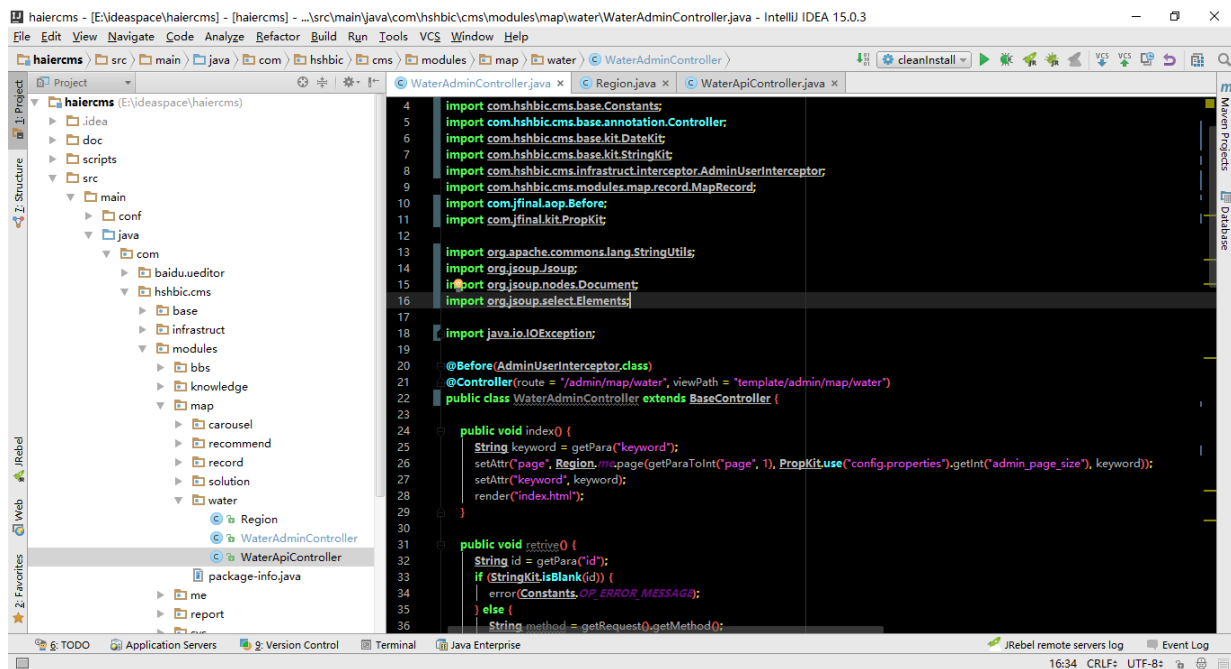 haiercms - [E:\ideaspace\haiercms] - [haiercms] - ...\src\main\java\com\hshbic\cms\modules\map\water\WaterAdminController.java - IntelliJ IDEA 15.0.3
File Edit View Navigate Code Analyze Refactor Build Run Tools VCS Window Help
haiercms src main java com hshbic cms modules map water WaterAdminController
cleanInstall
VCS VCS
1: Project
Z: Structure
JRebel
Web
2: Favorites
Project
haiercms (E:\ideaspace\haiercms)
.idea
doc
scripts
src
main
conf
java
com
baidu.ueditor
hshbic.cms
base
infrastruct
modules
bbs
knowledge
map
carousel
recommend
record
solution
water
Region
WaterAdminController
WaterApiController
package-info.java
me
report
sys
WaterAdminController.java × Region.java × WaterApiController.java ×
4 import com.hshbic.cms.base.Constants;
5 import com.hshbic.cms.base.annotation.Controller;
6 import com.hshbic.cms.base.kit.DateKit;
7 import com.hshbic.cms.base.kit.StringKit;
8 import com.hshbic.cms.infrastruct.interceptor.AdminUserInterceptor;
9 import com.hshbic.cms.modules.map.record.MapRecord;
10 import com.jfinal.aop.Before;
11 import com.jfinal.kit.PropKit;
12
13 import org.apache.commons.lang.StringUtils;
14 import org.jsoup.Jsoup;
15 import org.jsoup.nodes.Document;
16 import org.jsoup.select.Elements;
17
18 import java.io.IOException;
19
20 @Before(AdminUserInterceptor.class)
21 @Controller(route = "/admin/map/water", viewPath = "template/admin/map/water")
22 public class WaterAdminController extends BaseController {
23
24 public void index() {
25 String keyword = getPara("keyword");
26 setAttr("page", Region.me.page(getParaToInt("page", 1), PropKit.use("config.properties").getInt("admin_page_size"), keyword));
27 setAttr("keyword", keyword);
28 render("index.html");
29 }
30
31 public void retrive() {
32 String id = getPara("id");
33 if (StringKit.isBlank(id)) {
34 error(Constants.OP_ERROR_MESSAGE);
35 } else {
36 String method = getRequest().getMethod();
Maven Projects
Database
6: TODO Application Servers 9: Version Control Terminal Java Enterprise JRebel remote servers log Event Log
16:34 CRLF UTF-8